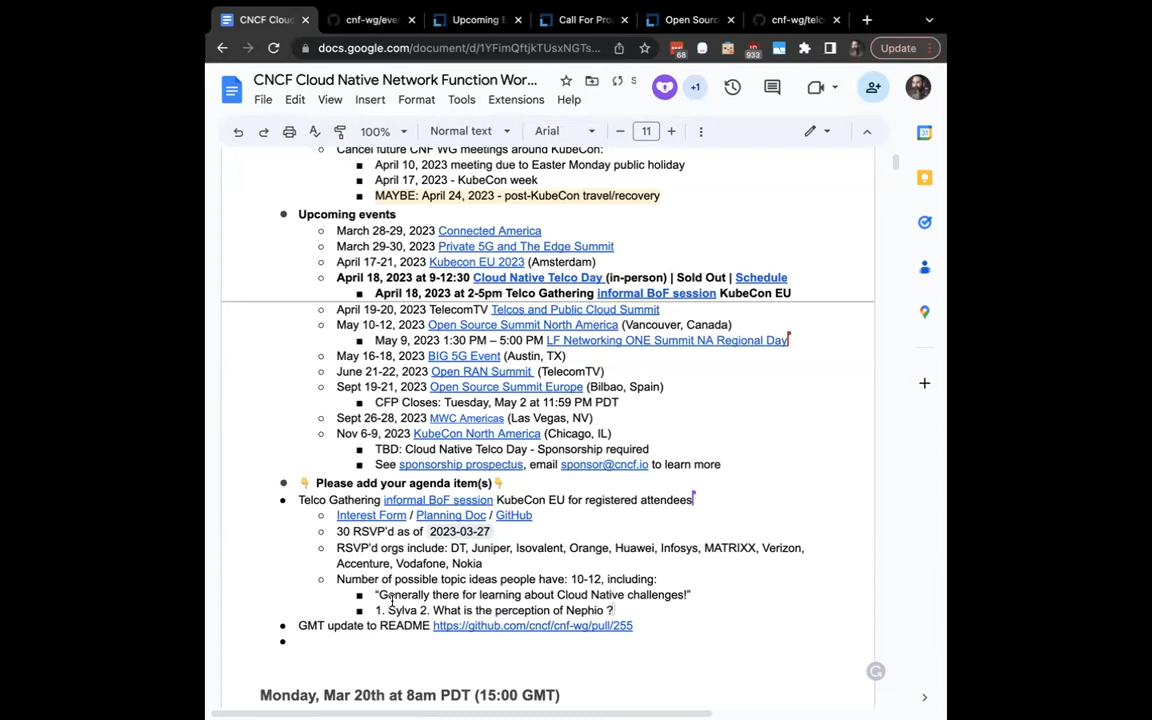 CNCF Cloud
cnf-wg/eve
Upcoming E
Call For Pro
Open Sourc
cnf-wg/telc
docs.google.com/document/d/1YFimQftjkTUsxNGTs...
68
933
Update
CNCF Cloud Native Network Function Wor...
S
+1
File Edit View Insert Format Tools Extensions Help
100% Normal text Arial 11
Cancel future CNF WG meetings around KubeCon:
April 10, 2023 meeting due to Easter Monday public holiday
April 17, 2023 - KubeCon week
MAYBE: April 24, 2023 - post-KubeCon travel/recovery
Upcoming events
March 28-29, 2023 Connected America
March 29-30, 2023 Private 5G and The Edge Summit
April 17-21, 2023 Kubecon EU 2023 (Amsterdam)
April 18, 2023 at 9-12:30 Cloud Native Telco Day (in-person) | Sold Out | Schedule
April 18, 2023 at 2-5pm Telco Gathering informal BoF session KubeCon EU
April 19-20, 2023 TelecomTV Telcos and Public Cloud Summit
May 10-12, 2023 Open Source Summit North America (Vancouver, Canada)
May 9, 2023 1:30 PM – 5:00 PM LF Networking ONE Summit NA Regional Day
May 16-18, 2023 BIG 5G Event (Austin, TX)
June 21-22, 2023 Open RAN Summit (TelecomTV)
Sept 19-21, 2023 Open Source Summit Europe (Bilbao, Spain)
CFP Closes: Tuesday, May 2 at 11:59 PM PDT
Sept 26-28, 2023 MWC Americas (Las Vegas, NV)
Nov 6-9, 2023 KubeCon North America (Chicago, IL)
TBD: Cloud Native Telco Day - Sponsorship required
See sponsorship prospectus, email sponsor@cncf.io to learn more
👇 Please add your agenda item(s)👇
Telco Gathering informal BoF session KubeCon EU for registered attendees
Interest Form / Planning Doc / GitHub
30 RSVP'd as of 2023-03-27
RSVP'd orgs include: DT, Juniper, Isovalent, Orange, Huawei, Infosys, MATRIXX, Verizon,
Accenture, Vodafone, Nokia
Number of possible topic ideas people have: 10-12, including:
“Generally there for learning about Cloud Native challenges!”
1. Sylva 2. What is the perception of Nephio ?
GMT update to README https://github.com/cncf/cnf-wg/pull/255
Monday, Mar 20th at 8am PDT (15:00 GMT)